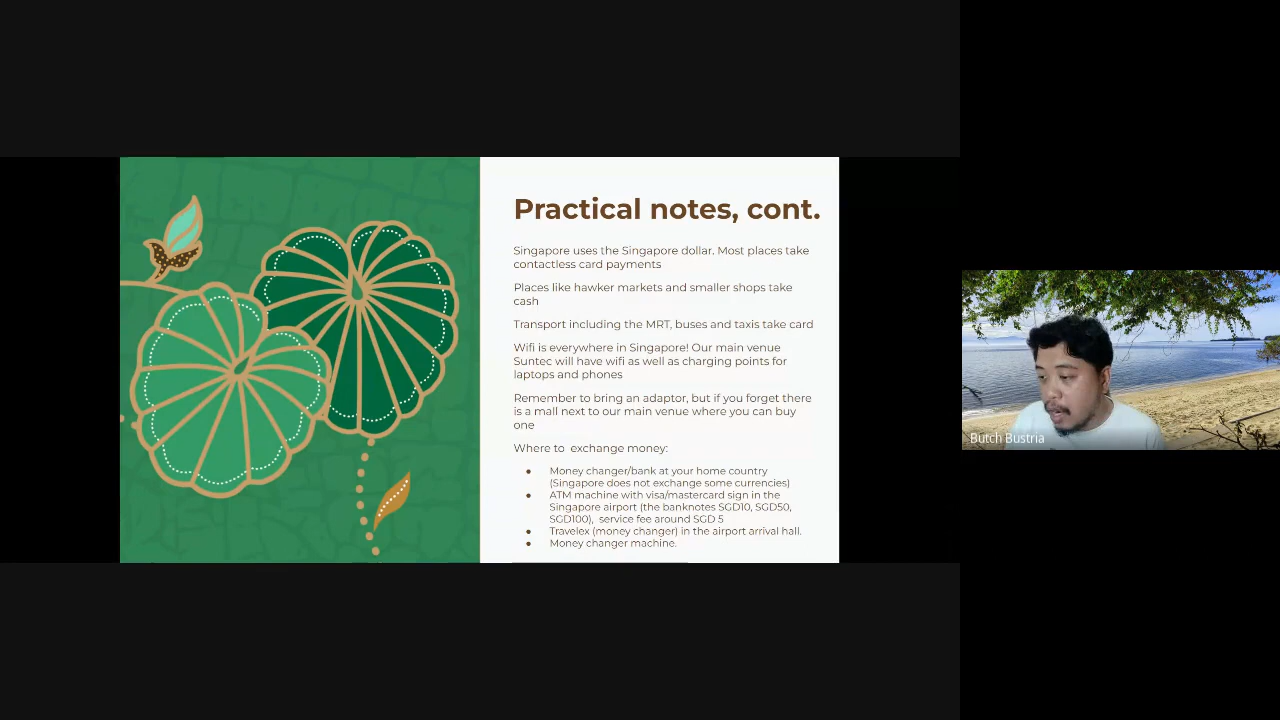 Practical notes, cont.
Singapore uses the Singapore dollar. Most places take
contactless card payments
Places like hawker markets and smaller shops take
cash
Transport including the MRT, buses and taxis take card
Wifi is everywhere in Singapore! Our main venue
Suntec will have wifi as well as charging points for
laptops and phones
Remember to bring an adaptor, but if you forget there
is a mall next to our main venue where you can buy
one
Where to exchange money:
● Money changer/bank at your home country
(Singapore does not exchange some currencies)
● ATM machine with visa/mastercard sign in the
Singapore airport (the banknotes SGD10, SGD50,
SGD100), service fee around SGD 5
● Travelex (money changer) in the airport arrival hall.
● Money changer machine.
Butch Bustria